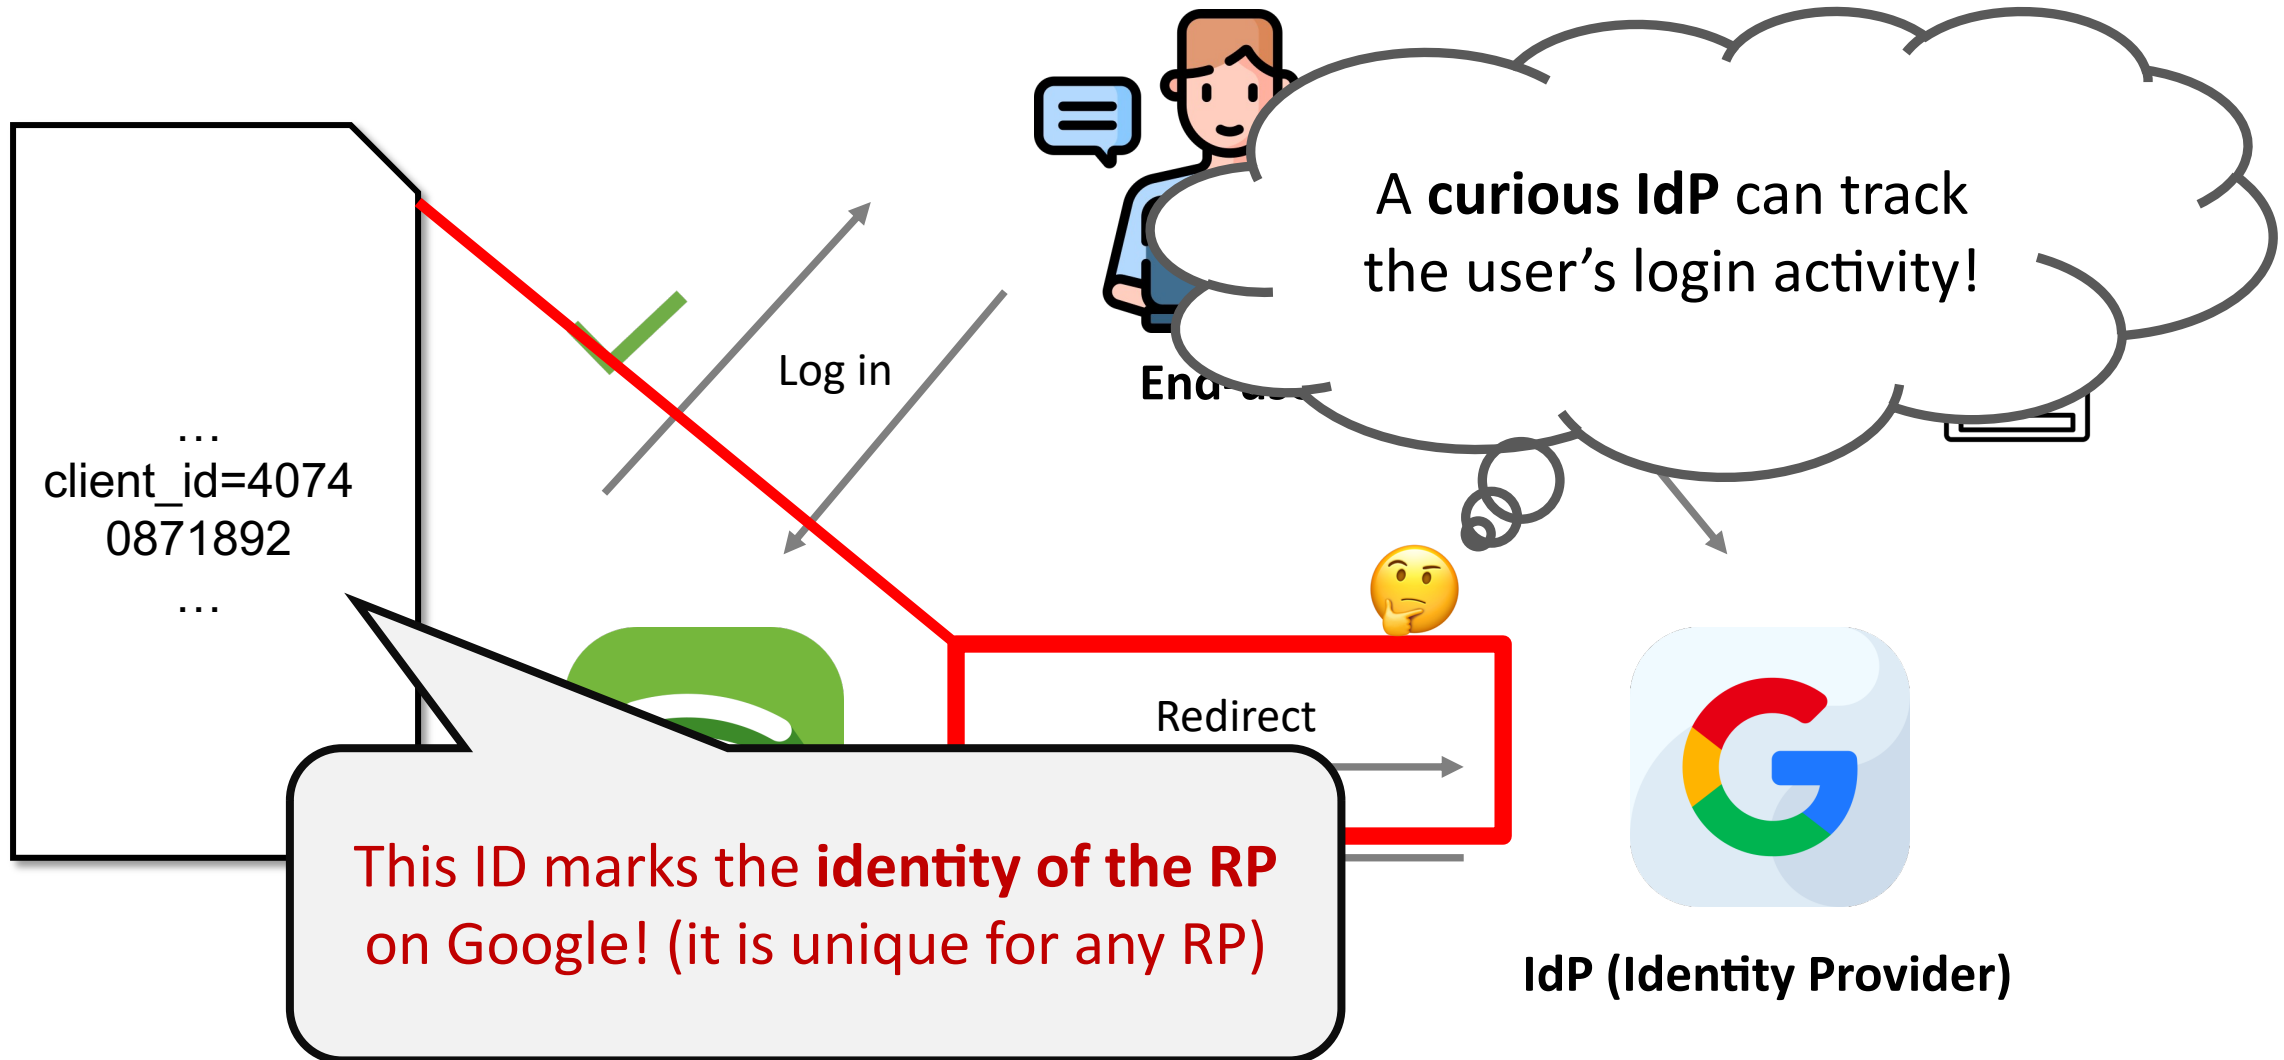 A curious IdP can track
the user’s login activity!
Log in
…
client_id=4074
0871892
…
Redirect
This ID marks the identity of the RP
on Google! (it is unique for any RP)
IdP (Identity Provider)